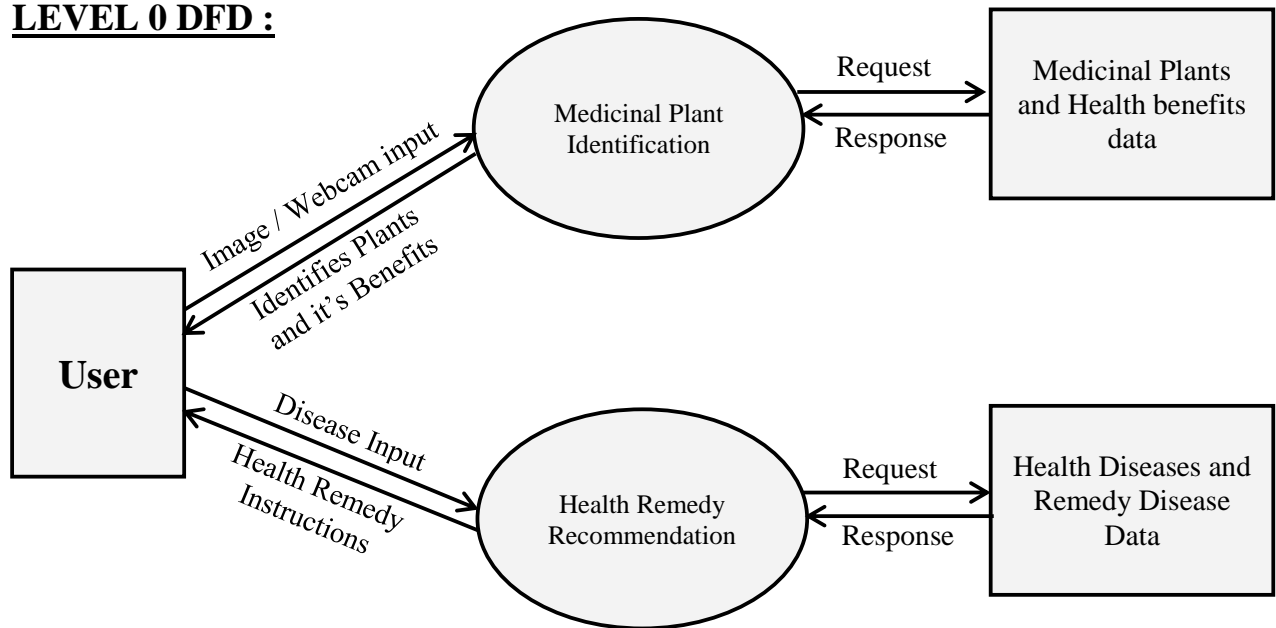 LEVEL 0 DFD :
Medicinal Plant
Identification
Request
Response
Medicinal Plants
and Health benefits
data
Image / Webcam input
Identifies Plants
and it’s Benefits
User
Disease Input
Health Remedy
Instructions
Health Remedy
Recommendation
Request
Response
Health Diseases and
Remedy Disease
Data